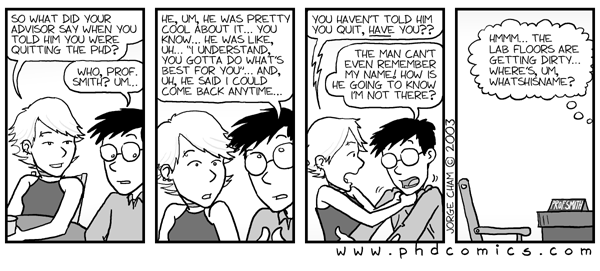 SO WHAT DID YOUR
ADVISOR SAY WHEN YOU
TOLD HIM YOU WERE
QUITTING THE PHD?
WHO, PROF.
SMITH? UM...
HE, UM, HE WAS PRETTY
COOL ABOUT IT... YOU
KNOW... HE WAS LIKE,
UH... "I UNDERSTAND,
YOU GOTTA DO WHAT'S
BEST FOR YOU"... AND,
UH, HE SAID I COULD
COME BACK ANYTIME...
YOU HAVEN'T TOLD HIM
YOU QUIT, HAVE YOU??
THE MAN CAN'T
EVEN REMEMBER
MY NAME! HOW IS
HE GOING TO KNOW
I'M NOT THERE?
JORGE CHAM © 2003
HMMM... THE
LAB FLOORS ARE
GETTING DIRTY...
WHERE'S, UM,
WHATSHISNAME?
SMITH
www.phdcomics.com